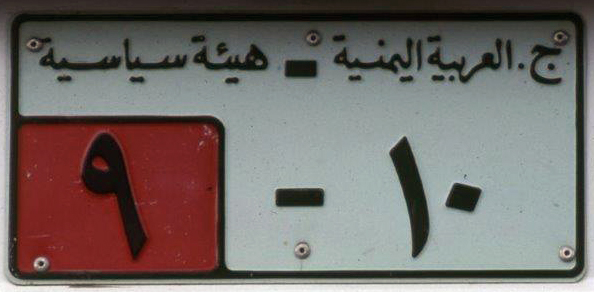 ج. العربية اليمنية - هيئة سياسية
١٠ - ٩